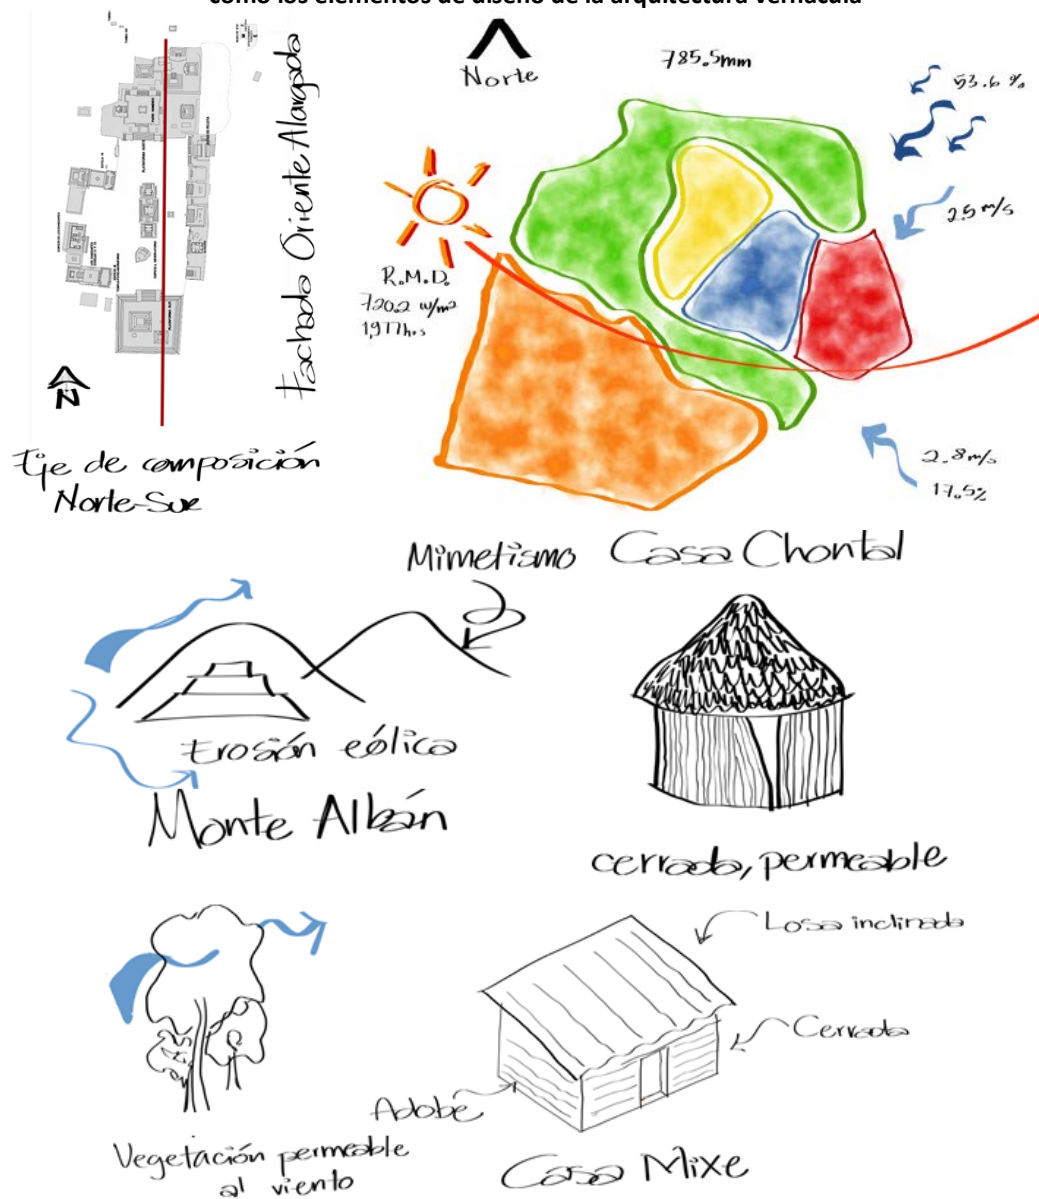 como los elementos de diseño de la arquitectura vernácula
Norte
785.5mm
53.6 %
2.5 m/s
Fachada Oriente Alargada
N
R.M.D.
720.2 w/m2
1,977hrs
2.8m/s
17.5%
Eje de composición
Norte-Sur
Mimetismo
Casa Chontal
Erosión eólica
Monte Albán
cerrada, permeable
Losa inclinada
Cerrada
Adobe
Vegetación permeable
al viento
Casa Mixe